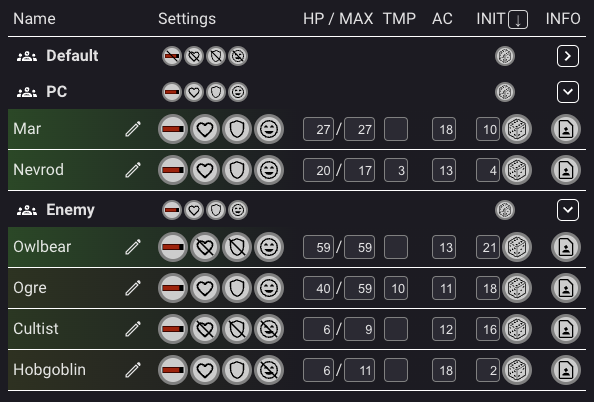 Name Settings HP / MAX TMP AC INIT ↓ INFO
Default
PC
Mar 27 / 27 18 10
Nevrod 20 / 17 3 13 4
Enemy
Owlbear 59 / 59 13 21
Ogre 40 / 59 10 11 18
Cultist 6 / 9 12 16
Hobgoblin 6 / 11 18 2